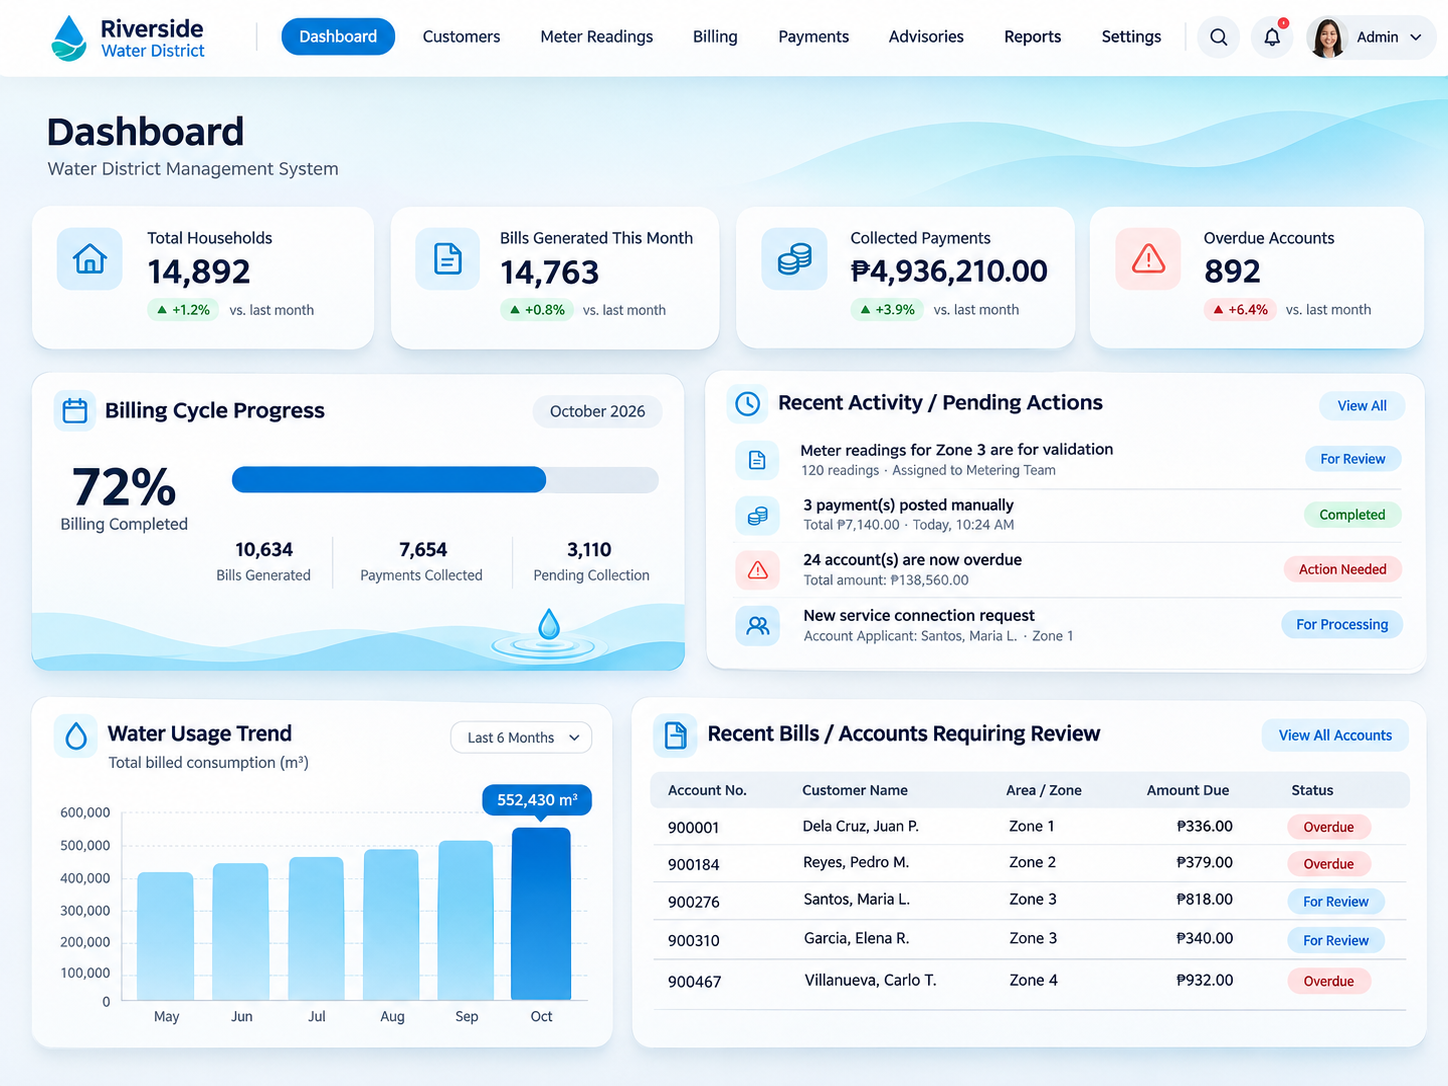 Riverside
Water District
Dashboard
Customers
Meter Readings
Billing
Payments
Advisories
Reports
Settings
Admin
Dashboard
Water District Management System
Total Households
14,892
▲ +1.2% vs. last month
Bills Generated This Month
14,763
▲ +0.8% vs. last month
Collected Payments
₱4,936,210.00
▲ +3.9% vs. last month
Overdue Accounts
892
▲ +6.4% vs. last month
Billing Cycle Progress
October 2026
72%
Billing Completed
10,634
Bills Generated
7,654
Payments Collected
3,110
Pending Collection
Recent Activity / Pending Actions
View All
Meter readings for Zone 3 are for validation
120 readings · Assigned to Metering Team
For Review
3 payment(s) posted manually
Total ₱7,140.00 · Today, 10:24 AM
Completed
24 account(s) are now overdue
Total amount: ₱138,560.00
Action Needed
New service connection request
Account Applicant: Santos, Maria L. · Zone 1
For Processing
Water Usage Trend
Total billed consumption (m³)
Last 6 Months
552,430 m³
600,000
500,000
400,000
300,000
200,000
100,000
0
May Jun Jul Aug Sep Oct
Recent Bills / Accounts Requiring Review
View All Accounts
Account No. Customer Name Area / Zone Amount Due Status
900001 Dela Cruz, Juan P. Zone 1 ₱336.00 Overdue
900184 Reyes, Pedro M. Zone 2 ₱379.00 Overdue
900276 Santos, Maria L. Zone 3 ₱818.00 For Review
900310 Garcia, Elena R. Zone 3 ₱340.00 For Review
900467 Villanueva, Carlo T. Zone 4 ₱932.00 Overdue